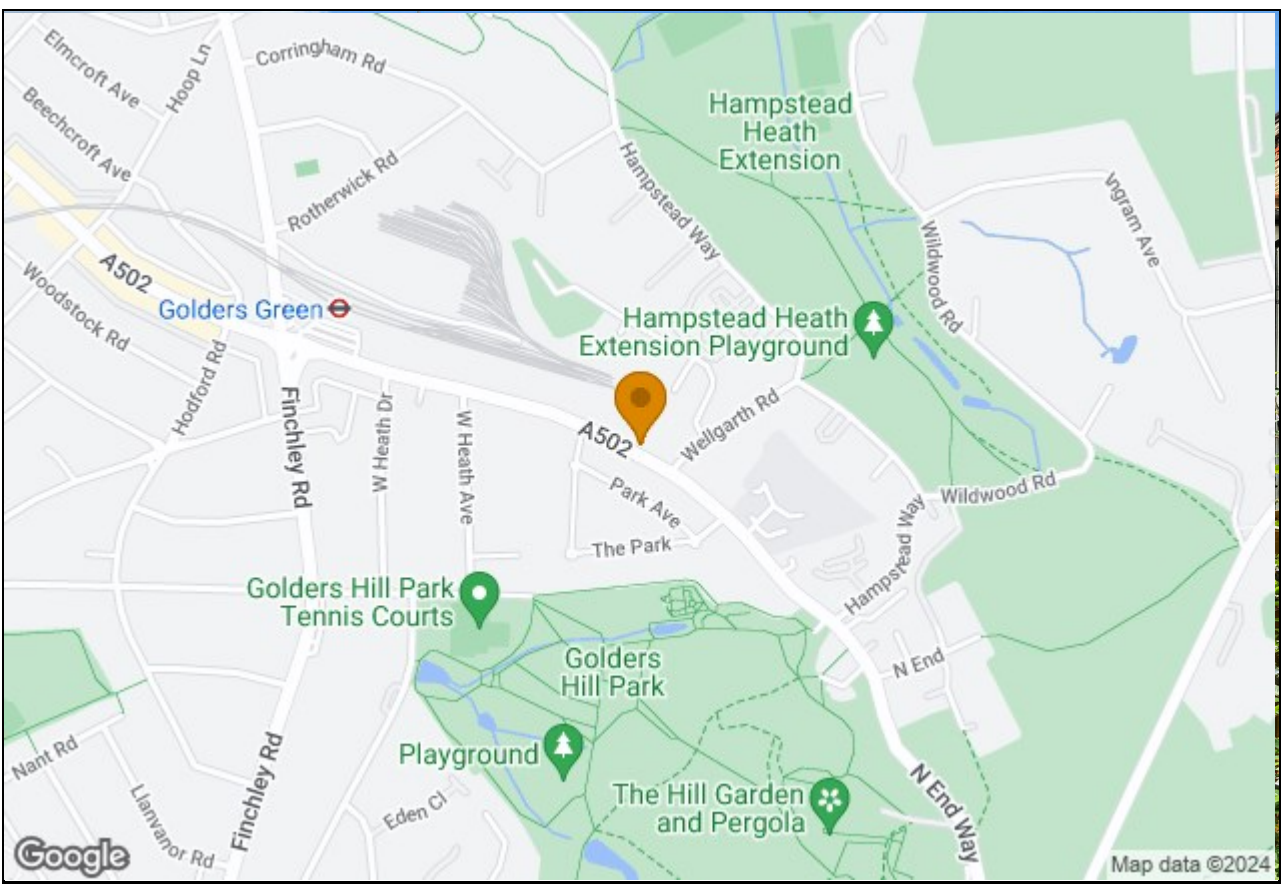 Elmcroft Ave
Hoop Ln
Corringham Rd
Beechcroft Ave
Rotherwick Rd
Hampstead
Heath
Extension
Hampstead Way
Ingram Ave
Wildwood Rd
A502
Woodstock Rd
Golders Green
Hodford Rd
Hampstead Heath
Extension Playground
Finchley Rd
W Heath Dr
W Heath Ave
A502
Wellgarth Rd
Park Ave
The Park
Wildwood Rd
Hampstead Way
Golders Hill Park
Tennis Courts
Golders
Hill Park
N End
Nant Rd
Llanvanor Rd
Finchley Rd
Playground
Eden Cl
The Hill Garden
and Pergola
N End Way
Google
Map data ©2024